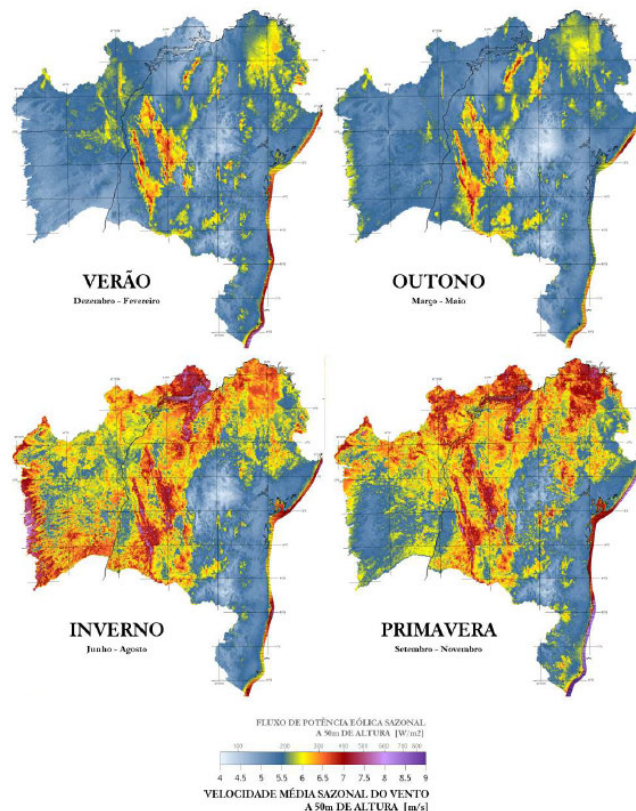 VERÃO
Dezembro - Fevereiro
OUTONO
Março - Maio
INVERNO
Junho - Agosto
PRIMAVERA
Setembro - Novembro
FLUXO DE POTÊNCIA EÓLICA SAZONAL
A 50m DE ALTURA [W/m2]
100 200 300 400 500 600 700 800
4 4.5 5 5.5 6 6.5 7 7.5 8 8.5 9
VELOCIDADE MÉDIA SAZONAL DO VENTO
A 50m DE ALTURA [m/s]